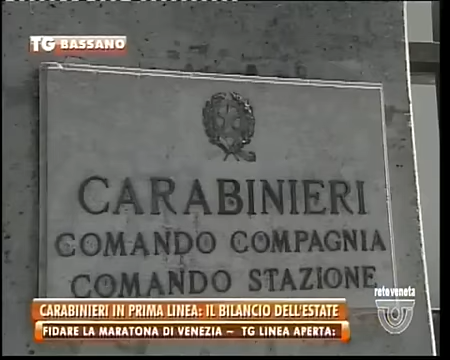 TG BASSANO
CARABINIERI
COMANDO COMPAGNIA
COMANDO STAZIONE
CARABINIERI IN PRIMA LINEA: IL BILANCIO DELL'ESTATE
FIDARE LA MARATONA DI VENEZIA ~ TG LINEA APERTA:
reteveneta